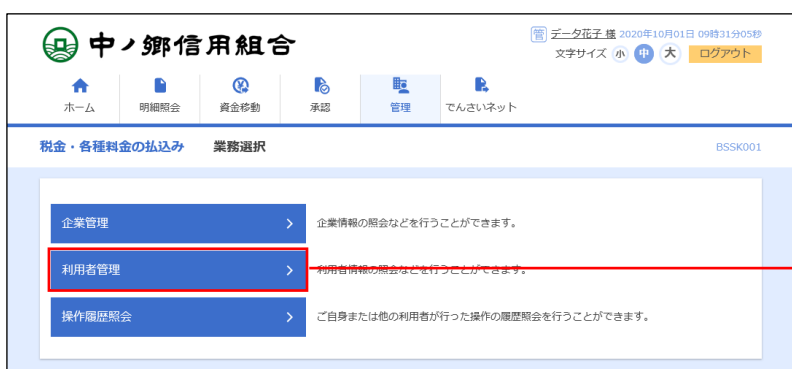 中ノ郷信用組合
管 データ花子 様 2020年10月01日 09時31分05秒
文字サイズ 小 中 大 ログアウト
ホーム 明細照会 資金移動 承認 管理 でんさいネット
税金・各種料金の払込み 業務選択 BSSK001
企業管理 企業情報の照会などを行うことができます。
利用者管理 利用者情報の照会などを行うことができます。
操作履歴照会 ご自身または他の利用者が行った操作の履歴照会を行うことができます。